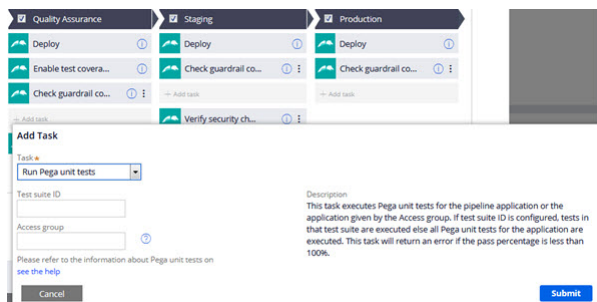 Quality Assurance
Staging
Production
Deploy
Deploy
Deploy
Enable test covera...
Check guardrail co...
Check guardrail co...
Check guardrail co...
+ Add task
+ Add task
+ Add task
Verify security ch...
Add Task
Task★
Run Pega unit tests
Test suite ID
Access group
Please refer to the information about Pega unit tests on
see the help
Description
This task executes Pega unit tests for the pipeline application or the
application given by the Access group. If test suite ID is configured, tests in
that test suite are executed else all Pega unit tests for the application are
executed. This task will return an error if the pass percentage is less than
100%.
Cancel
Submit